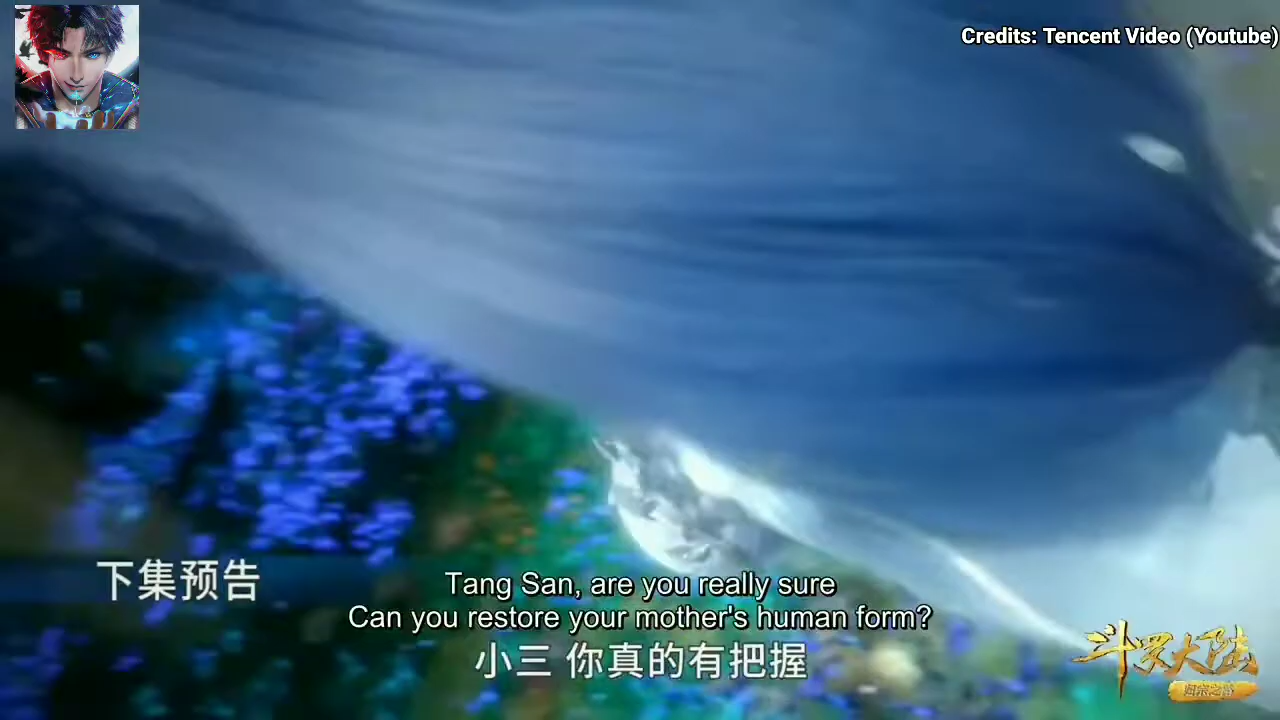 Credits: Tencent Video (Youtube)
下集预告
Tang San, are you really sure
Can you restore your mother's human form?
小三 你真的有把握
斗罗大陆